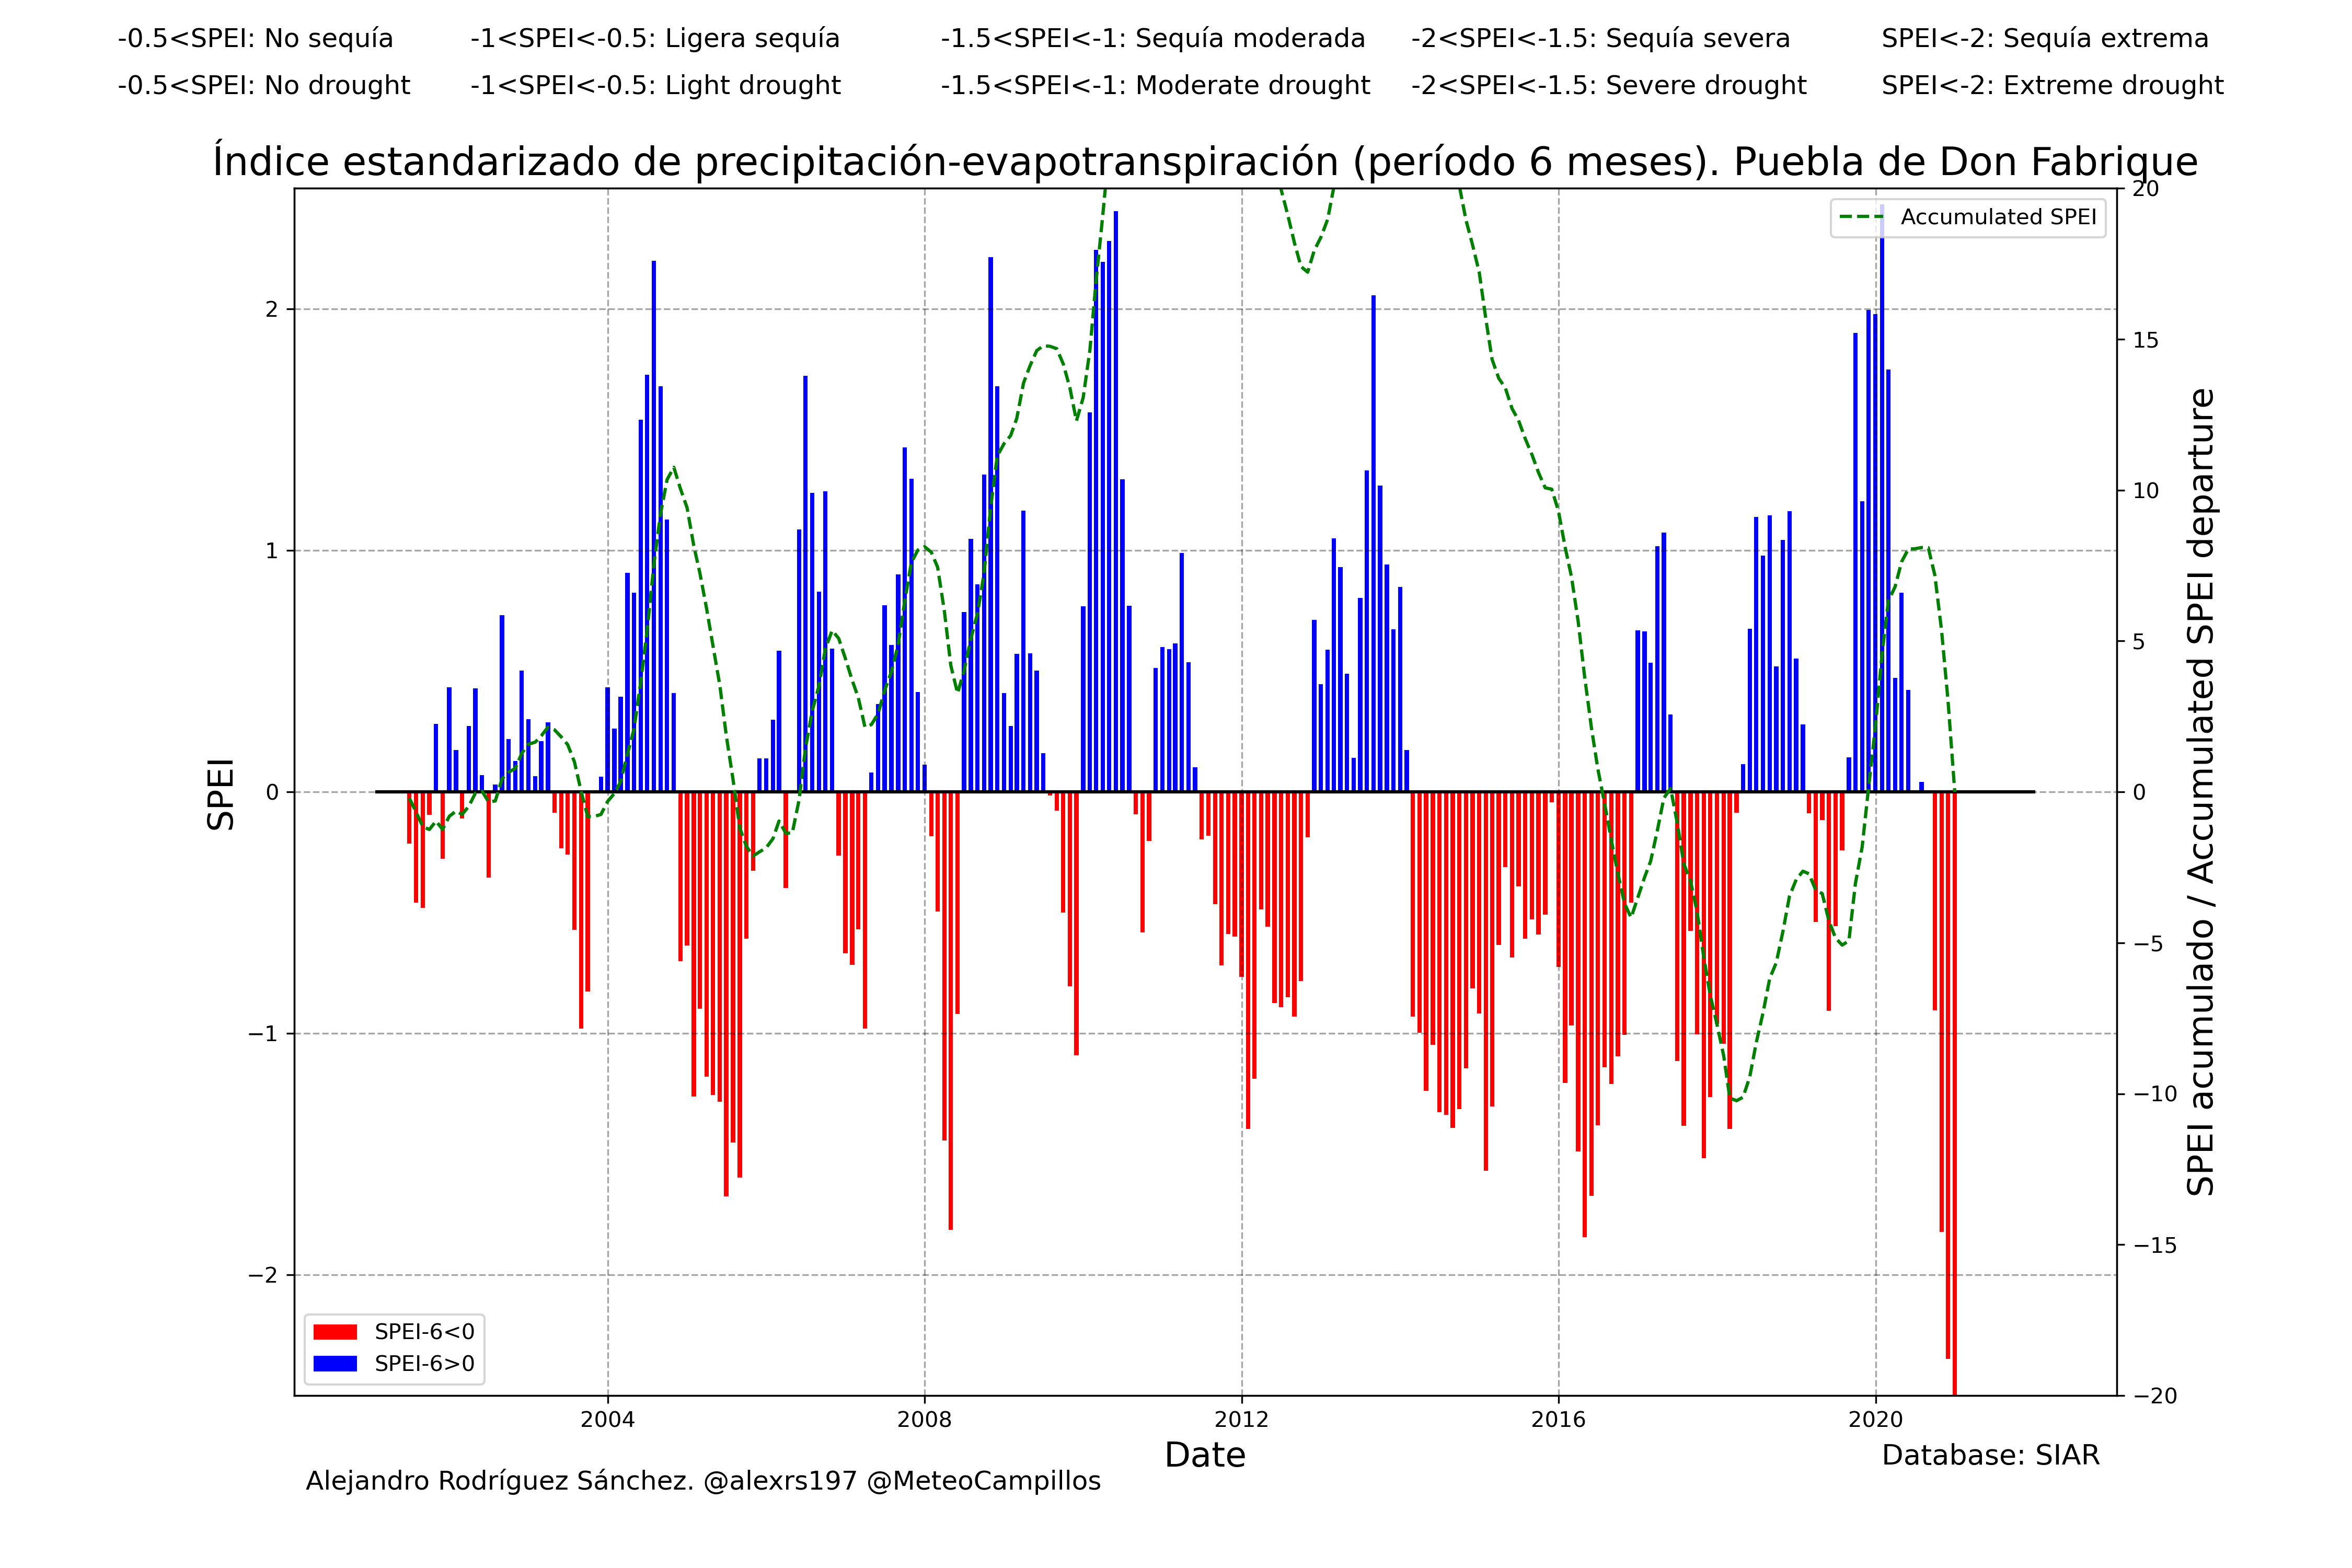 -0.5<SPEI: No sequía -1<SPEI<-0.5: Ligera sequía -1.5<SPEI<-1: Sequía moderada -2<SPEI<-1.5: Sequía severa SPEI<-2: Sequía extrema
-0.5<SPEI: No drought -1<SPEI<-0.5: Light drought -1.5<SPEI<-1: Moderate drought -2<SPEI<-1.5: Severe drought SPEI<-2: Extreme drought
Índice estandarizado de precipitación-evapotranspiración (período 6 meses). Puebla de Don Fabrique
Accumulated SPEI
2
1
0
−1
−2
SPEI
20
15
10
5
0
−5
−10
−15
−20
SPEI acumulado / Accumulated SPEI departure
SPEI-6<0
SPEI-6>0
2004 2008 2012 2016 2020
Date
Database: SIAR
Alejandro Rodríguez Sánchez. @alexrs197 @MeteoCampillos